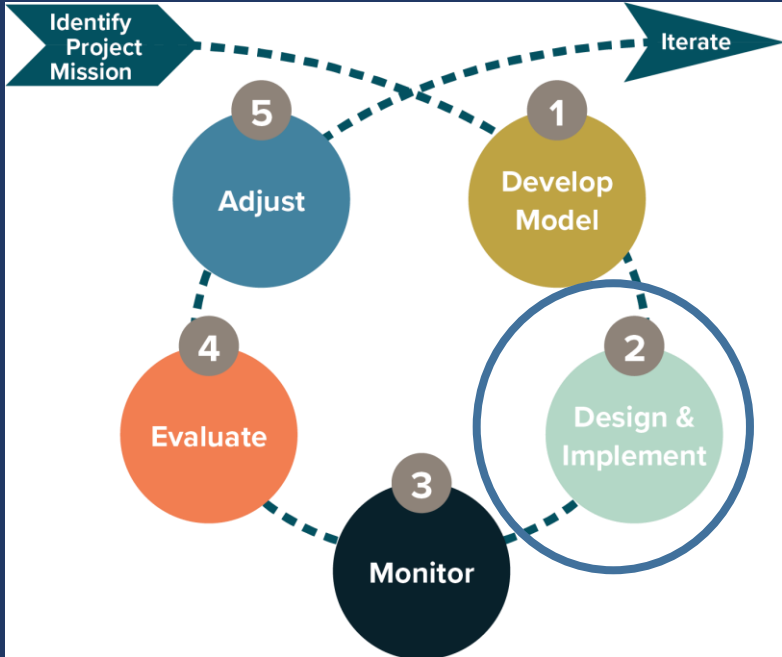 Identify
Project
Mission
Iterate
5
Adjust
1
Develop
Model
4
Evaluate
2
Design &
Implement
3
Monitor